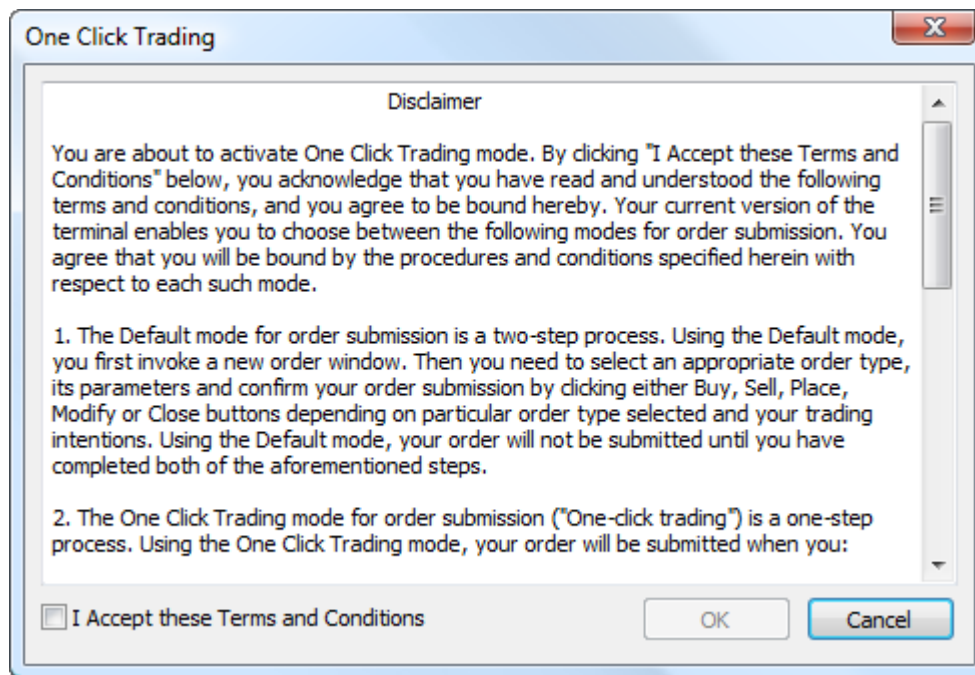 One Click Trading
Disclaimer
You are about to activate One Click Trading mode. By clicking "I Accept these Terms and
Conditions" below, you acknowledge that you have read and understood the following
terms and conditions, and you agree to be bound hereby. Your current version of the
terminal enables you to choose between the following modes for order submission. You
agree that you will be bound by the procedures and conditions specified herein with
respect to each such mode.
1. The Default mode for order submission is a two-step process. Using the Default mode,
you first invoke a new order window. Then you need to select an appropriate order type,
its parameters and confirm your order submission by clicking either Buy, Sell, Place,
Modify or Close buttons depending on particular order type selected and your trading
intentions. Using the Default mode, your order will not be submitted until you have
completed both of the aforementioned steps.
2. The One Click Trading mode for order submission ("One-click trading") is a one-step
process. Using the One Click Trading mode, your order will be submitted when you:
I Accept these Terms and Conditions
OK
Cancel